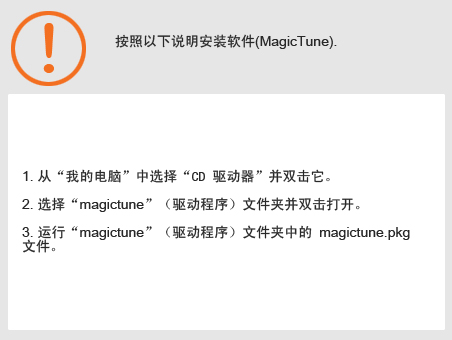 按照以下说明安装软件(MagicTune).
1. 从“我的电脑”中选择“CD 驱动器”并双击它。
2. 选择“magictune”（驱动程序）文件夹并双击打开。
3. 运行“magictune”（驱动程序）文件夹中的 magictune.pkg
文件。